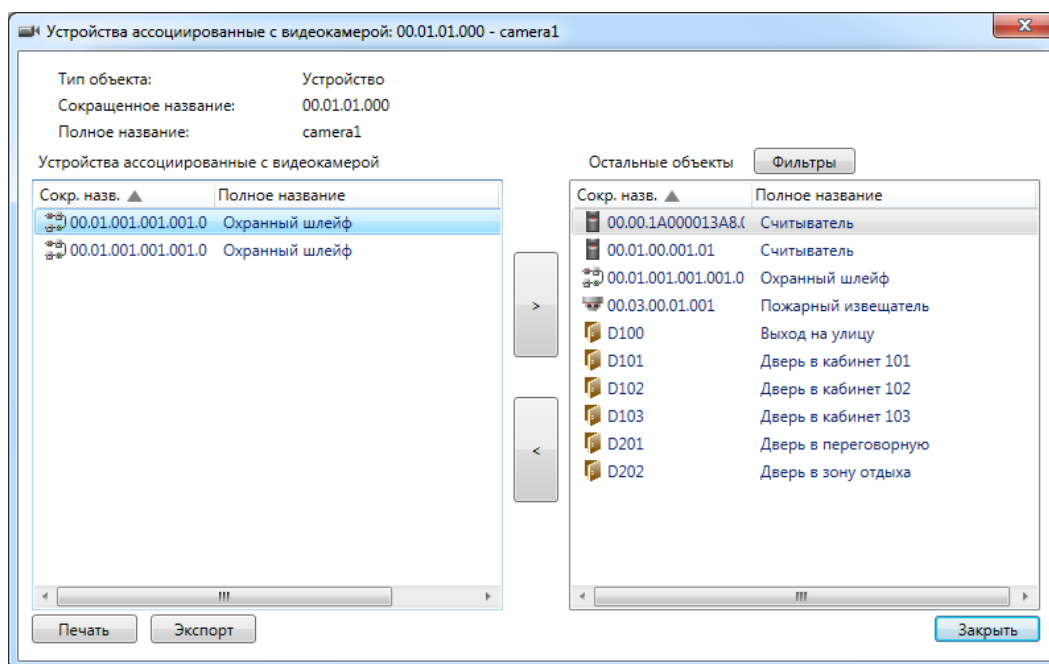 Устройства ассоциированные с видеокамерой: 00.01.01.000 - camera1
Тип объекта: Устройство
Сокращенное название: 00.01.01.000
Полное название: camera1
Устройства ассоциированные с видеокамерой Остальные объекты Фильтры
Сокр. назв. Полное название Сокр. назв. Полное название
00.01.001.001.001.0 Охранный шлейф 00.00.1A000013A8.( Считыватель
00.01.001.001.001.0 Охранный шлейф 00.01.00.001.01 Считыватель
00.01.001.001.001.0 Охранный шлейф
> 00.03.00.01.001 Пожарный извещатель
D100 Выход на улицу
D101 Дверь в кабинет 101
D102 Дверь в кабинет 102
D103 Дверь в кабинет 103
< D201 Дверь в переговорную
D202 Дверь в зону отдыха
Печать Экспорт Закрыть